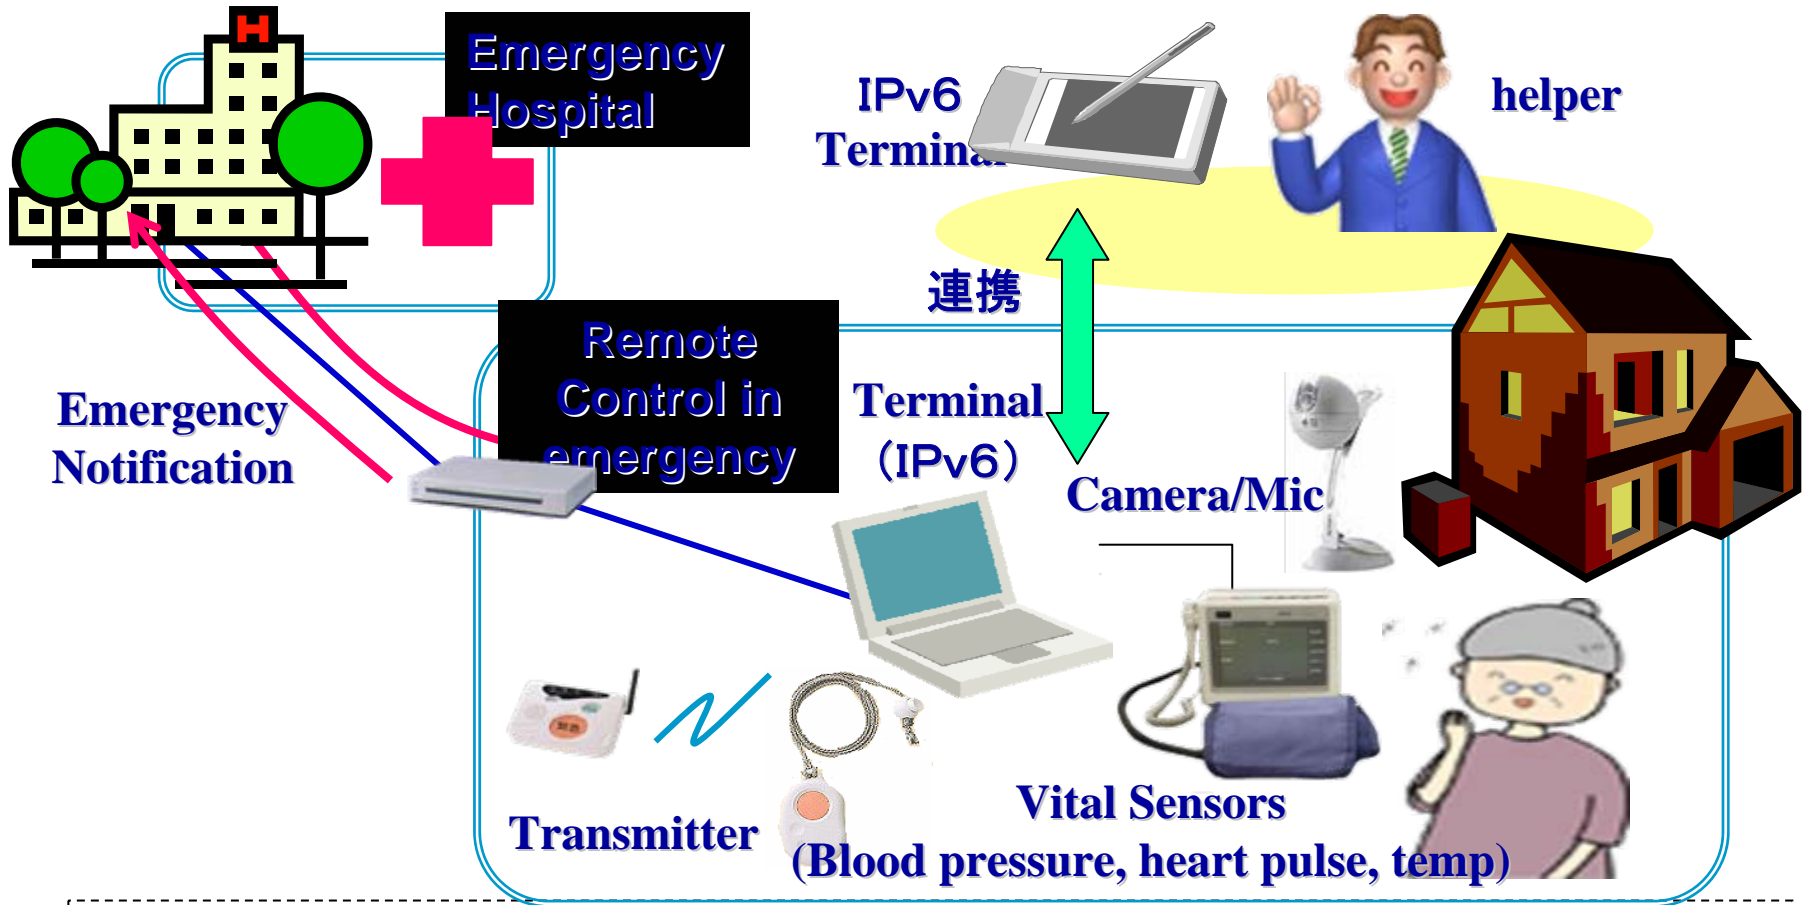 H
Emergency
Hospital
IPv6
Terminal
helper
連携
Remote
Control in
emergency
Emergency
Notification
Terminal
（IPv6）
Camera/Mic
Transmitter
Vital Sensors
(Blood pressure, heart pulse, temp)